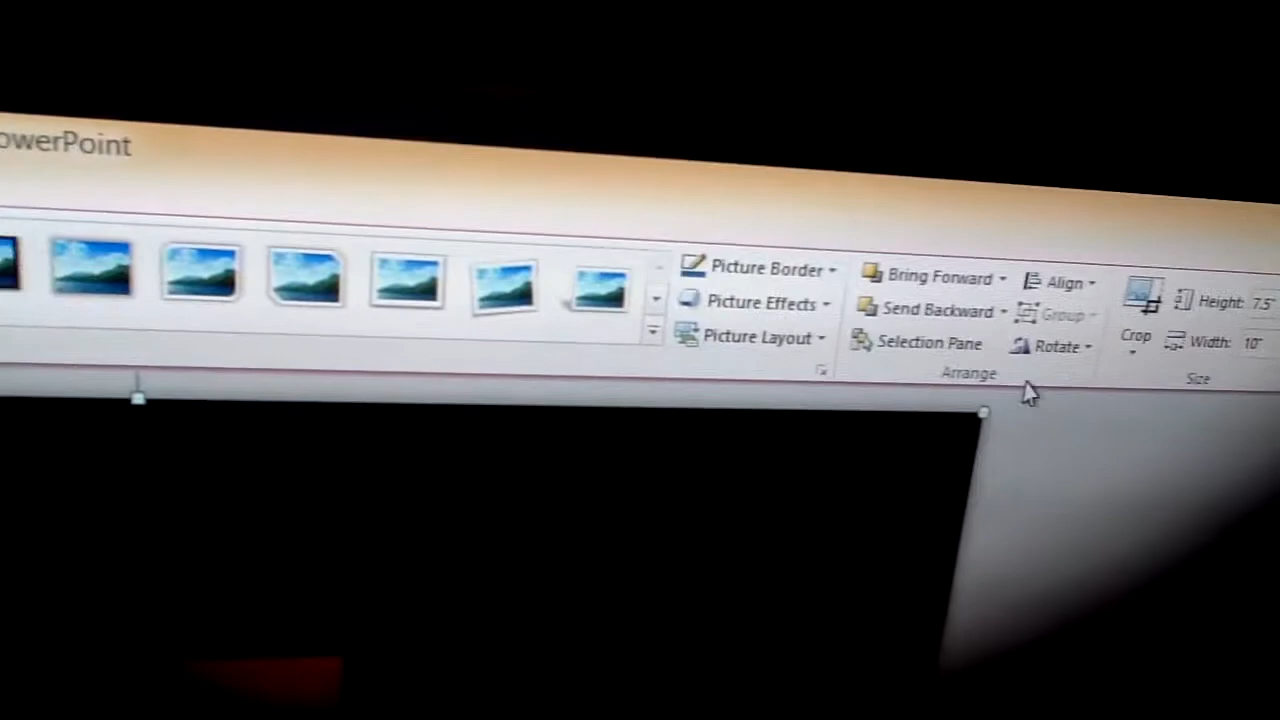 owerPoint
Picture Border
Bring Forward
Align
Height: 7.5"
Picture Effects
Send Backward
Group
Picture Layout
Selection Pane
Rotate
Crop
Width: 10"
Arrange
Size